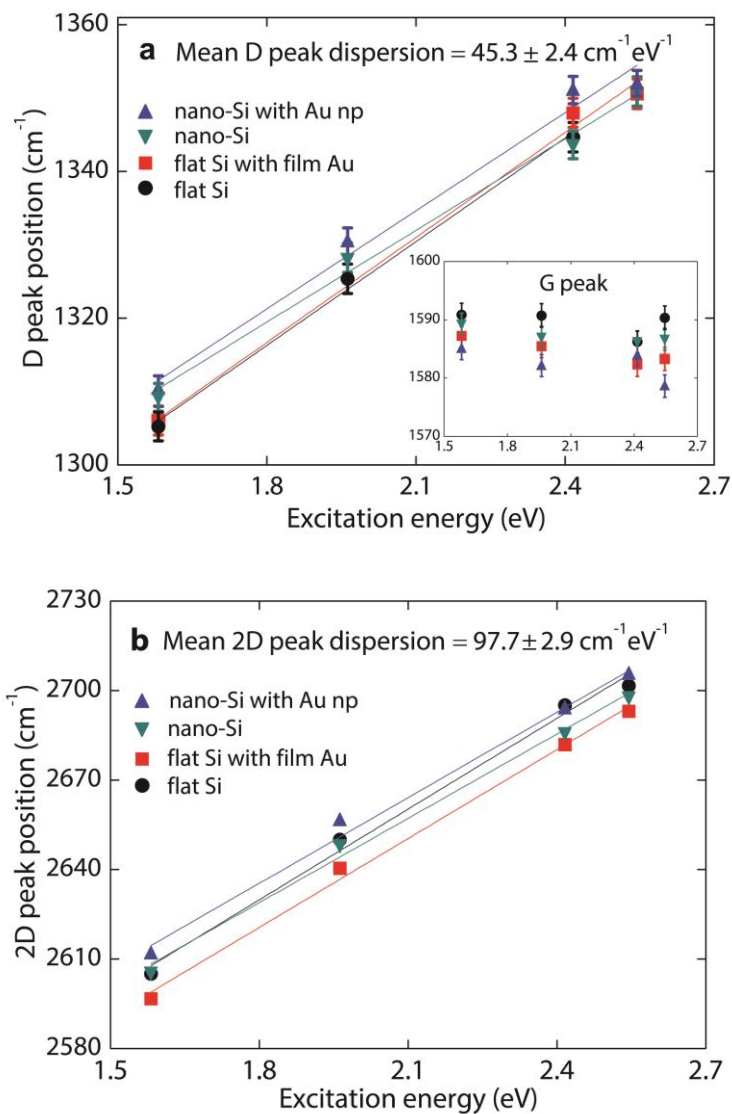 1360
a Mean D peak dispersion = 45.3 ± 2.4 cm⁻¹eV⁻¹
nano-Si with Au np
nano-Si
flat Si with film Au
flat Si
1340
1320
1300
D peak position (cm⁻¹)
1600
G peak
1590
1580
1570
1.5 1.8 2.1 2.4 2.7
1.5 1.8 2.1 2.4 2.7
Excitation energy (eV)
2730
b Mean 2D peak dispersion = 97.7 ± 2.9 cm⁻¹eV⁻¹
2700
nano-Si with Au np
nano-Si
flat Si with film Au
flat Si
2670
2640
2610
2580
2D peak position (cm⁻¹)
1.5 1.8 2.1 2.4 2.7
Excitation energy (eV)